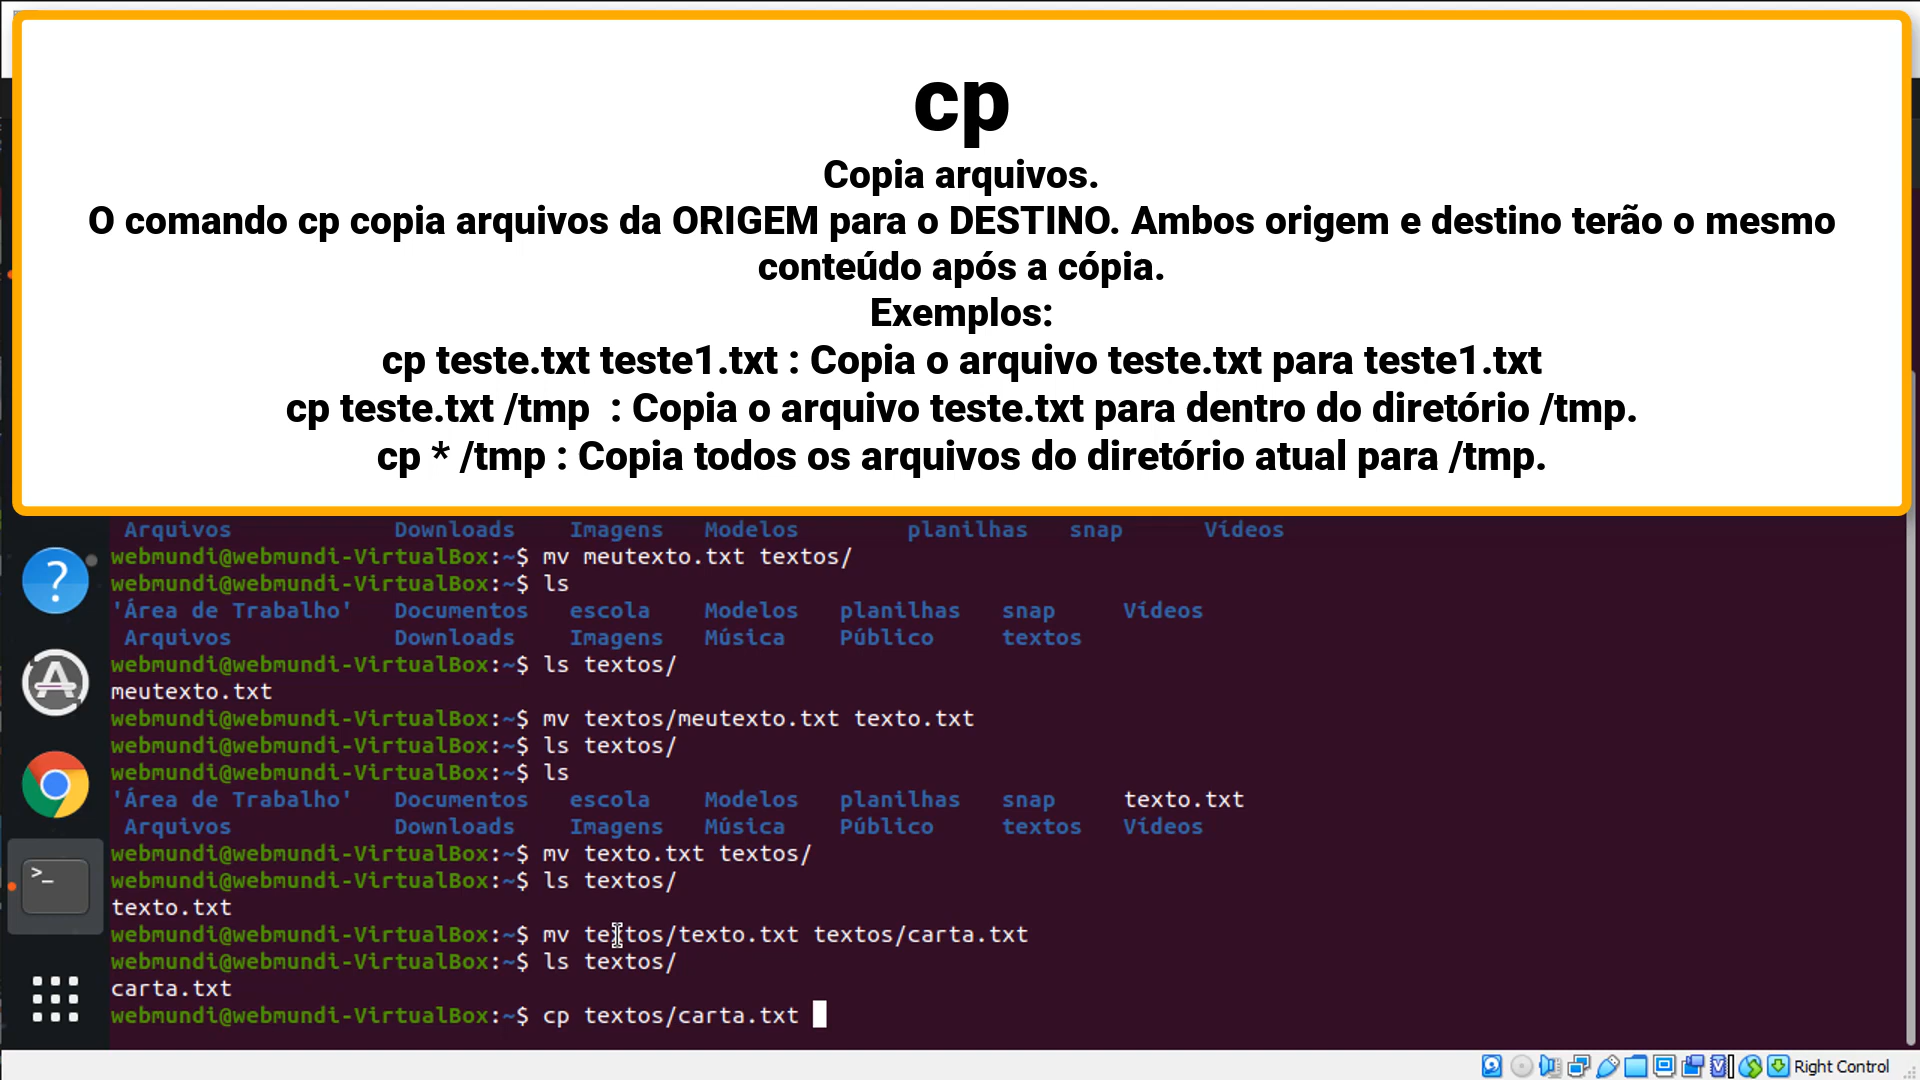 cp
Copia arquivos.
O comando cp copia arquivos da ORIGEM para o DESTINO. Ambos origem e destino terão o mesmo
conteúdo após a cópia.
Exemplos:
cp teste.txt teste1.txt : Copia o arquivo teste.txt para teste1.txt
cp teste.txt /tmp  : Copia o arquivo teste.txt para dentro do diretório /tmp.
cp * /tmp : Copia todos os arquivos do diretório atual para /tmp.
Arquivos Downloads Imagens Modelos planilhas snap Vídeos
webmundi@webmundi-VirtualBox:~$ mv meutexto.txt textos/
webmundi@webmundi-VirtualBox:~$ ls
'Área de Trabalho' Documentos escola Modelos planilhas snap Vídeos
Arquivos Downloads Imagens Música Público textos
webmundi@webmundi-VirtualBox:~$ ls textos/
meutexto.txt
webmundi@webmundi-VirtualBox:~$ mv textos/meutexto.txt texto.txt
webmundi@webmundi-VirtualBox:~$ ls textos/
webmundi@webmundi-VirtualBox:~$ ls
'Área de Trabalho' Documentos escola Modelos planilhas snap texto.txt
Arquivos Downloads Imagens Música Público textos Vídeos
webmundi@webmundi-VirtualBox:~$ mv texto.txt textos/
webmundi@webmundi-VirtualBox:~$ ls textos/
texto.txt
webmundi@webmundi-VirtualBox:~$ mv textos/texto.txt textos/carta.txt
webmundi@webmundi-VirtualBox:~$ ls textos/
carta.txt
webmundi@webmundi-VirtualBox:~$ cp textos/carta.txt
Right Control